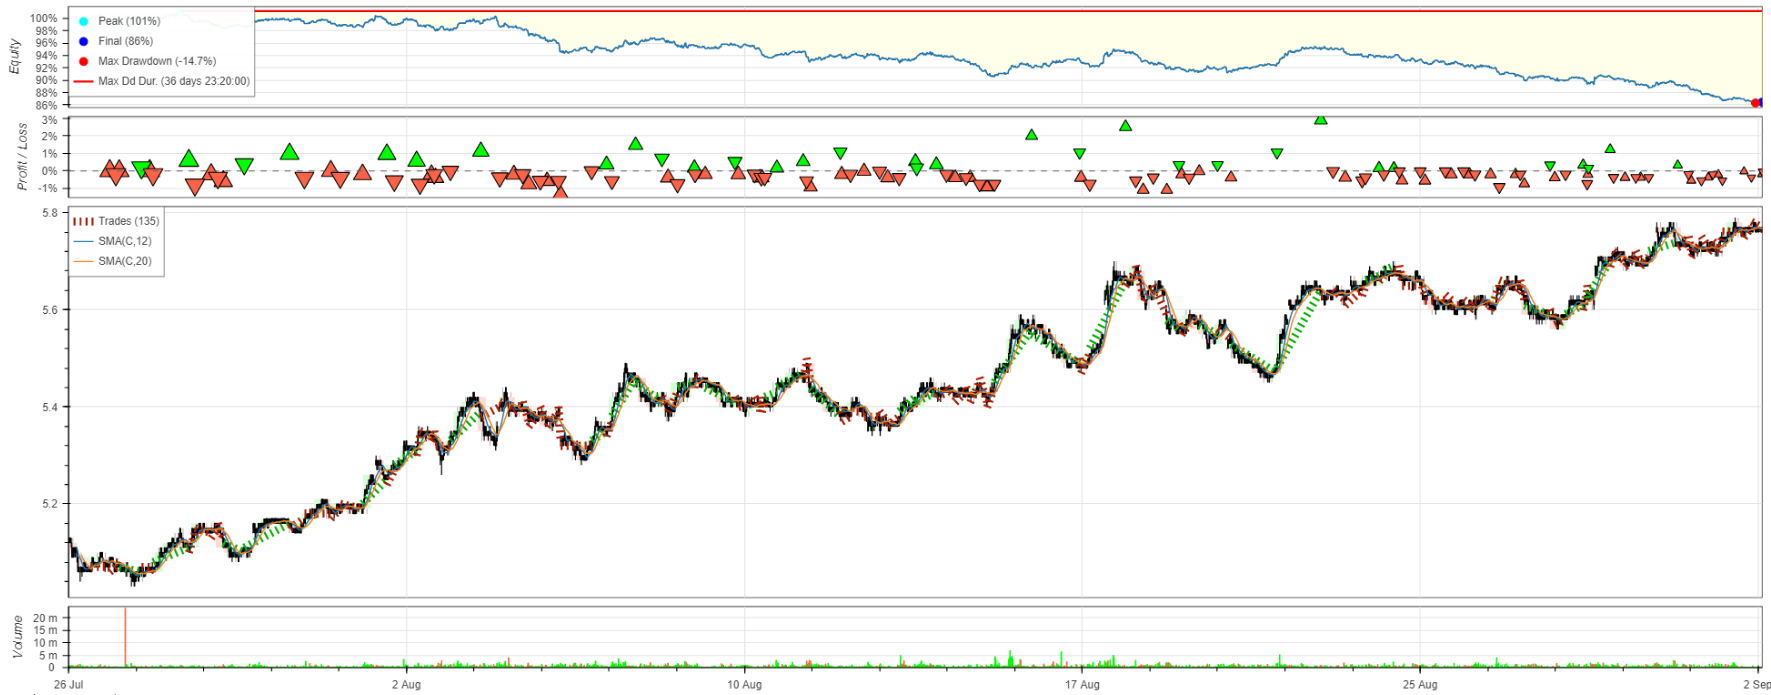 100%
98%
96%
94%
92%
90%
88%
86%
Equity
Peak (101%)
Final (86%)
Max Drawdown (-14.7%)
Max Dd Dur. (36 days 23:20:00)
3%
2%
1%
0%
-1%
Profit / Loss
5.8
5.6
5.4
5.2
Trades (135)
SMA(C,12)
SMA(C,20)
20 m
15 m
10 m
5 m
0
Volume
26 Jul
2 Aug
10 Aug
17 Aug
25 Aug
2 Sep